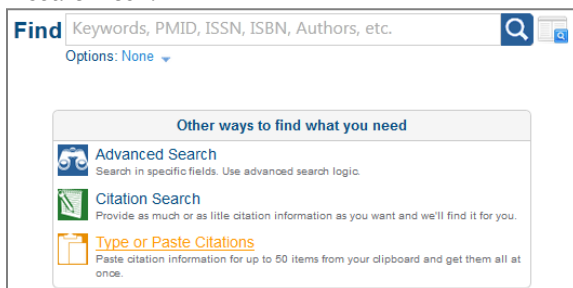 Find Keywords, PMID, ISSN, ISBN, Authors, etc.
Options: None
Other ways to find what you need
Advanced Search
Search in specific fields. Use advanced search logic.
Citation Search
Provide as much or as litle citation information as you want and we'll find it for you.
Type or Paste Citations
Paste citation information for up to 50 items from your clipboard and get them all at
once.